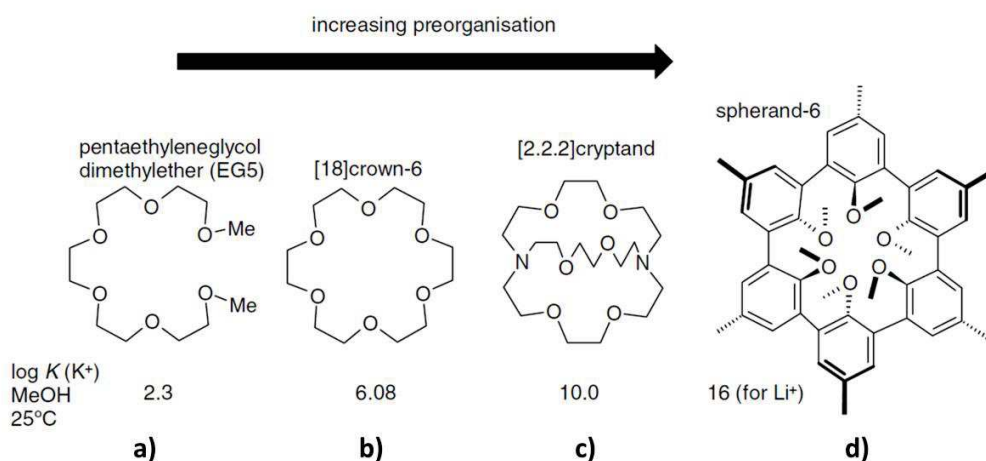 increasing preorganisation
pentaethyleneglycol
dimethylether (EG5)
[18]crown-6
[2.2.2]cryptand
spherand-6
O
O
O—Me
O
O—Me
O
O
O
O
O
O
O
O
O
N
O
O
N
O
O
O
O
O
O
O
O
log K (K⁺)
MeOH
25°C
2.3
6.08
10.0
16 (for Li⁺)
a)
b)
c)
d)